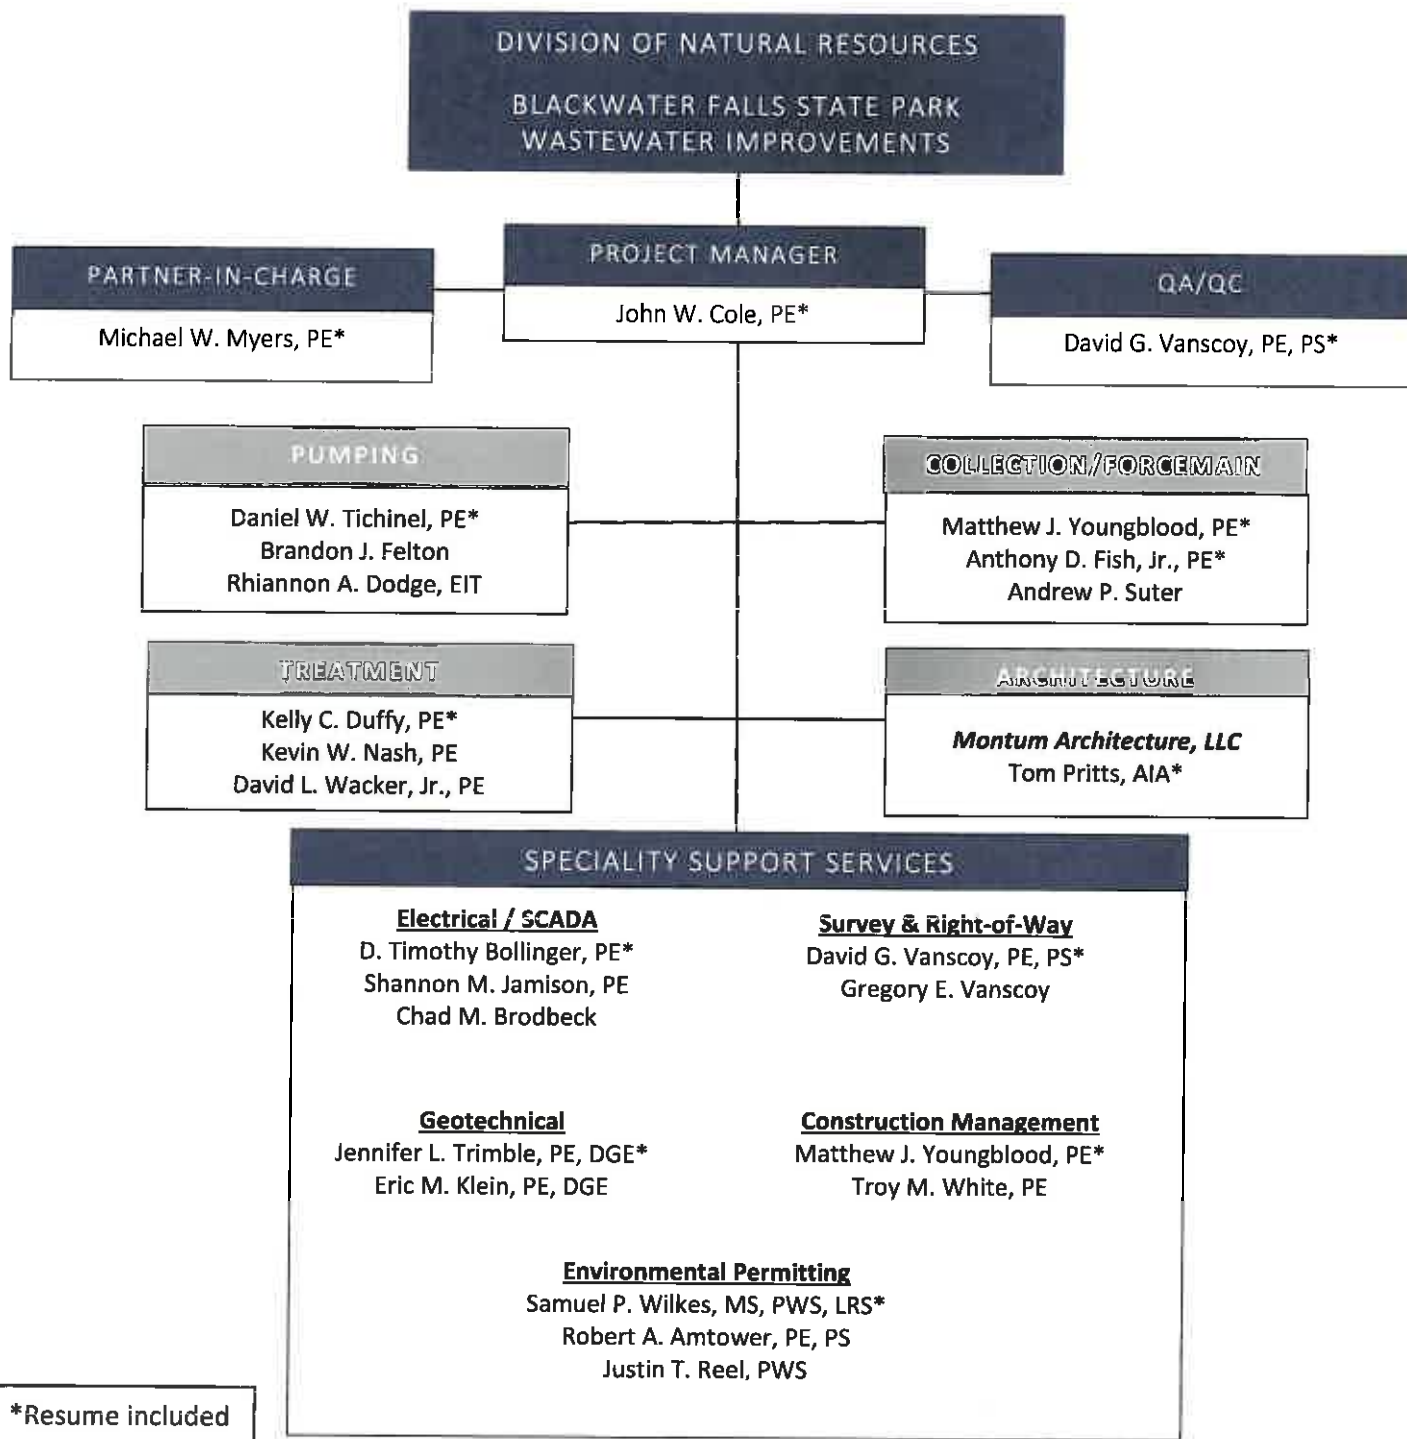 DIVISION OF NATURAL RESOURCES
BLACKWATER FALLS STATE PARK
WASTEWATER IMPROVEMENTS
PARTNER-IN-CHARGE
Michael W. Myers, PE*
PROJECT MANAGER
John W. Cole, PE*
QA/QC
David G. Vanscoy, PE, PS*
PUMPING
Daniel W. Tichinel, PE*
Brandon J. Felton
Rhiannon A. Dodge, EIT
COLLECTION/FORCEMAIN
Matthew J. Youngblood, PE*
Anthony D. Fish, Jr., PE*
Andrew P. Suter
TREATMENT
Kelly C. Duffy, PE*
Kevin W. Nash, PE
David L. Wacker, Jr., PE
ARCHITECTURE
Montum Architecture, LLC
Tom Pritts, AIA*
SPECIALITY SUPPORT SERVICES
Electrical / SCADA
D. Timothy Bollinger, PE*
Shannon M. Jamison, PE
Chad M. Brodbeck
Survey & Right-of-Way
David G. Vanscoy, PE, PS*
Gregory E. Vanscoy
Geotechnical
Jennifer L. Trimble, PE, DGE*
Eric M. Klein, PE, DGE
Construction Management
Matthew J. Youngblood, PE*
Troy M. White, PE
Environmental Permitting
Samuel P. Wilkes, MS, PWS, LRS*
Robert A. Amtower, PE, PS
Justin T. Reel, PWS
*Resume included